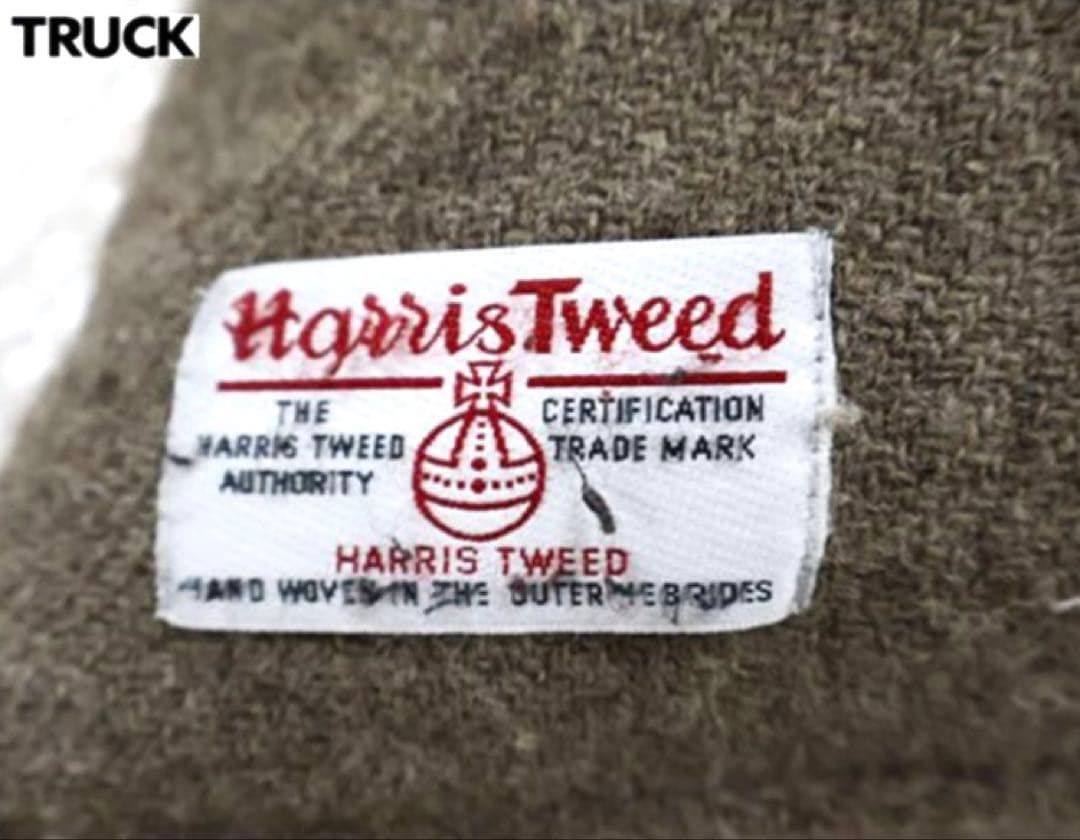 TRUCK
Harris Tweed
THE
HARRIS TWEED
AUTHORITY
CERTIFICATION
TRADE MARK
HARRIS TWEED
HAND WOVEN IN THE OUTER HEBRIDES